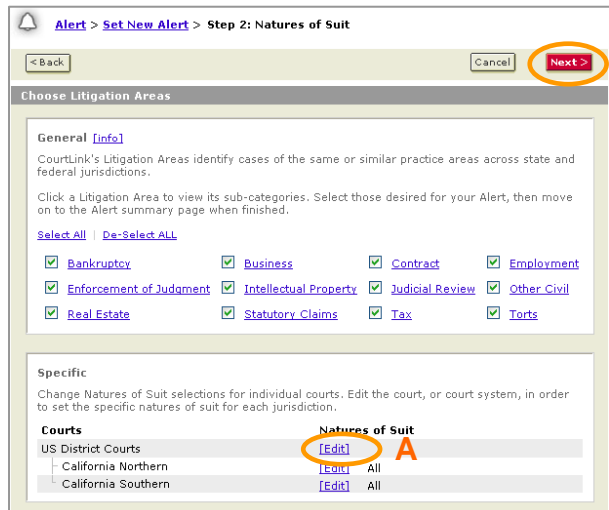 Alert > Set New Alert > Step 2: Natures of Suit
< Back Cancel Next >
Choose Litigation Areas
General [info]
CourtLink's Litigation Areas identify cases of the same or similar practice areas across state and
federal jurisdictions.
Click a Litigation Area to view its sub-categories. Select those desired for your Alert, then move
on to the Alert summary page when finished.
Select All | De-Select ALL
Bankruptcy Business Contract Employment
Enforcement of Judgment Intellectual Property Judicial Review Other Civil
Real Estate Statutory Claims Tax Torts
Specific
Change Natures of Suit selections for individual courts. Edit the court, or court system, in order
to set the specific natures of suit for each jurisdiction.
Courts Natures of Suit
US District Courts [Edit] A
California Northern [Edit] All
California Southern [Edit] All